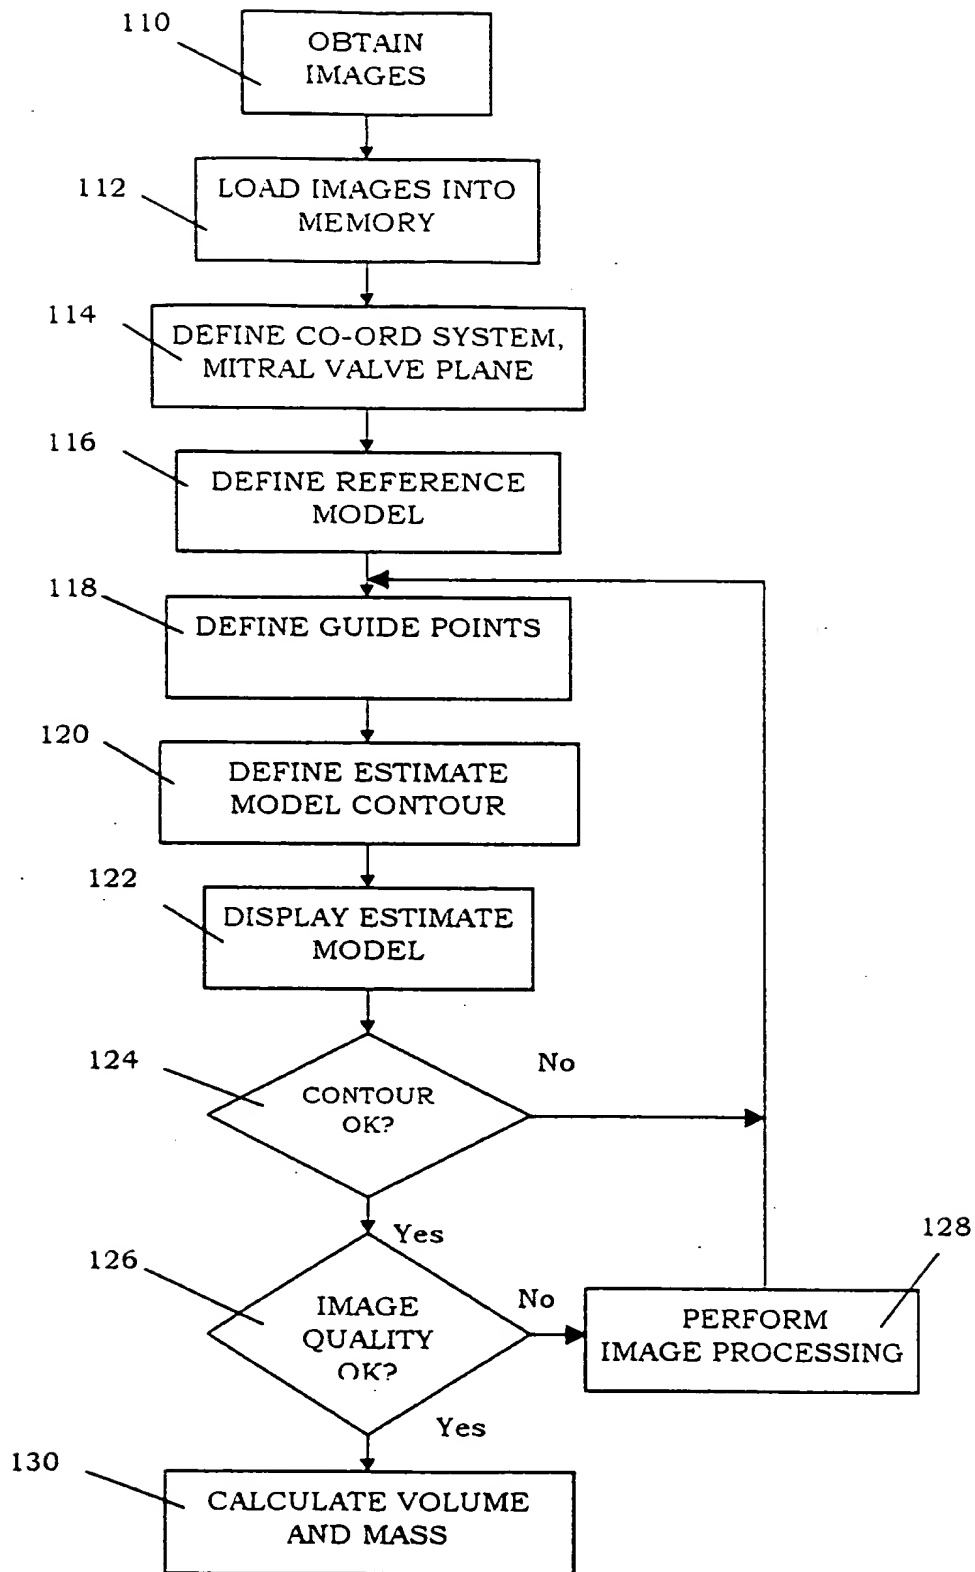 110
OBTAIN
IMAGES
112
LOAD IMAGES INTO
MEMORY
114
DEFINE CO-ORD SYSTEM,
MITRAL VALVE PLANE
116
DEFINE REFERENCE
MODEL
118
DEFINE GUIDE POINTS
120
DEFINE ESTIMATE
MODEL CONTOUR
122
DISPLAY ESTIMATE
MODEL
124
CONTOUR
OK?
No
Yes
126
IMAGE
QUALITY
OK?
No
128
PERFORM
IMAGE PROCESSING
Yes
130
CALCULATE VOLUME
AND MASS